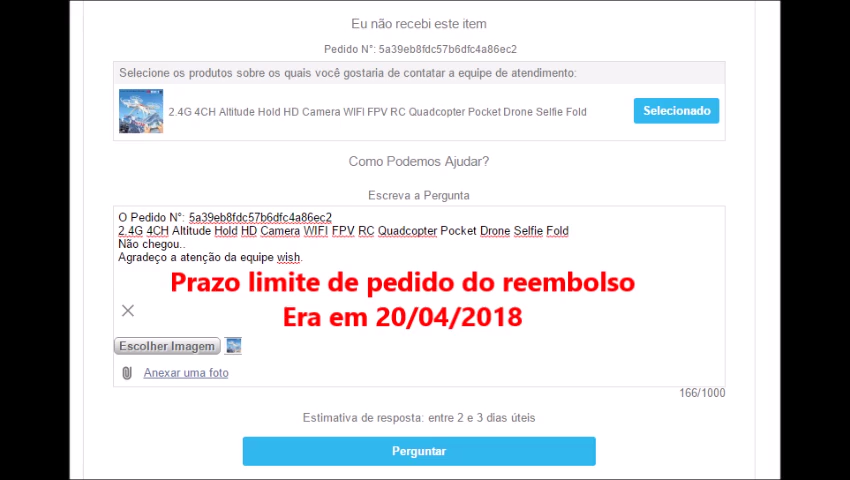 Eu não recebi este item
Pedido N°: 5a39eb8fdc57b6dfc4a86ec2
Selecione os produtos sobre os quais você gostaria de contatar a equipe de atendimento:
2.4G 4CH Altitude Hold HD Camera WIFI FPV RC Quadcopter Pocket Drone Selfie Fold
Selecionado
Como Podemos Ajudar?
Escreva a Pergunta
O Pedido N°: 5a39eb8fdc57b6dfc4a86ec2
2.4G 4CH Altitude Hold HD Camera WIFI FPV RC Quadcopter Pocket Drone Selfie Fold
Não chegou..
Agradeço a atenção da equipe wish.
Prazo limite de pedido do reembolso
Era em 20/04/2018
Escolher Imagem
Anexar uma foto
166/1000
Estimativa de resposta: entre 2 e 3 dias úteis
Perguntar